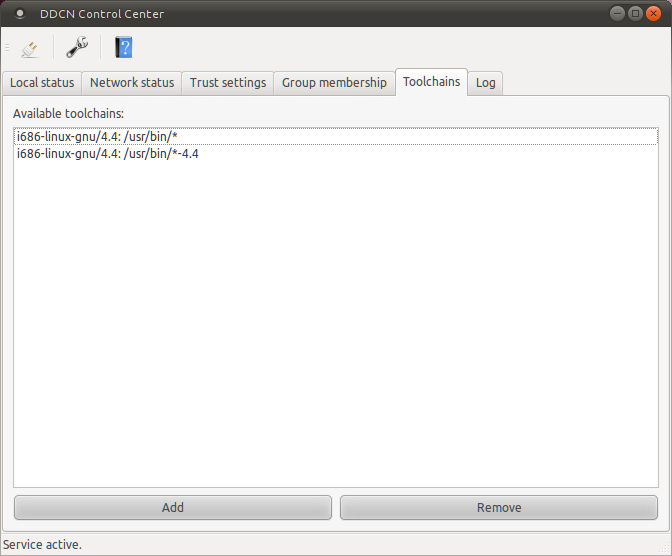 DDCN Control Center
?
Local status Network status Trust settings Group membership Toolchains Log
Available toolchains:
i686-linux-gnu/4.4: /usr/bin/*
i686-linux-gnu/4.4: /usr/bin/*-4.4
Add Remove
Service active.